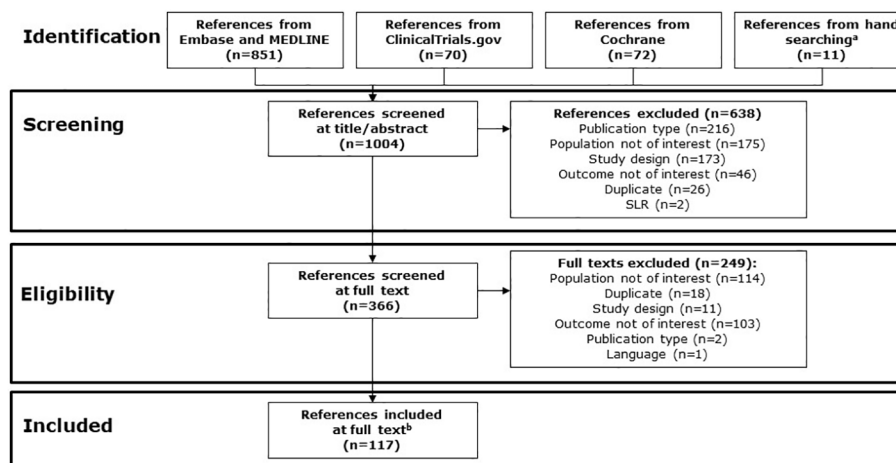 Identification
References from
Embase and MEDLINE
(n=851)
References from
ClinicalTrials.gov
(n=70)
References from
Cochrane
(n=72)
References from hand
searchingᵃ
(n=11)
Screening
References screened
at title/abstract
(n=1004)
References excluded (n=638)
Publication type (n=216)
Population not of interest (n=175)
Study design (n=173)
Outcome not of interest (n=46)
Duplicate (n=26)
SLR (n=2)
Eligibility
References screened
at full text
(n=366)
Full texts excluded (n=249):
Population not of interest (n=114)
Duplicate (n=18)
Study design (n=11)
Outcome not of interest (n=103)
Publication type (n=2)
Language (n=1)
Included
References included
at full textᵇ
(n=117)